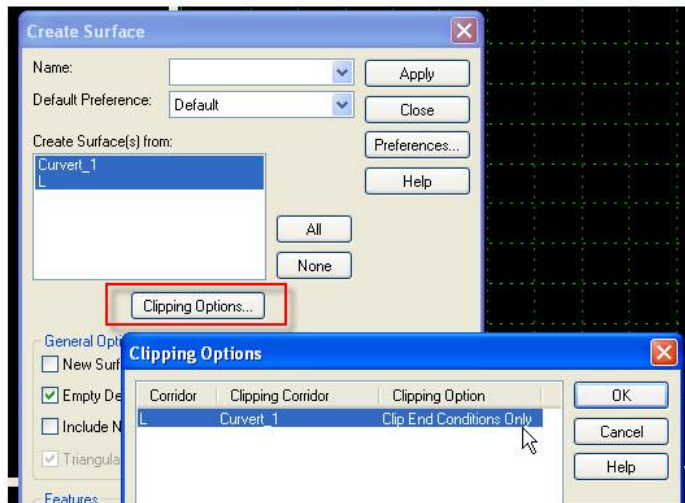 Create Surface
Name:
Apply
Default Preference: Default
Close
Create Surface(s) from:
Preferences...
Curvert_1
L
Help
All
None
Clipping Options...
General Opti
New Surf
Empty De
Include N
Triangula
Features
Clipping Options
Corridor Clipping Corridor Clipping Option
L Curvert_1 Clip End Conditions Only
OK
Cancel
Help